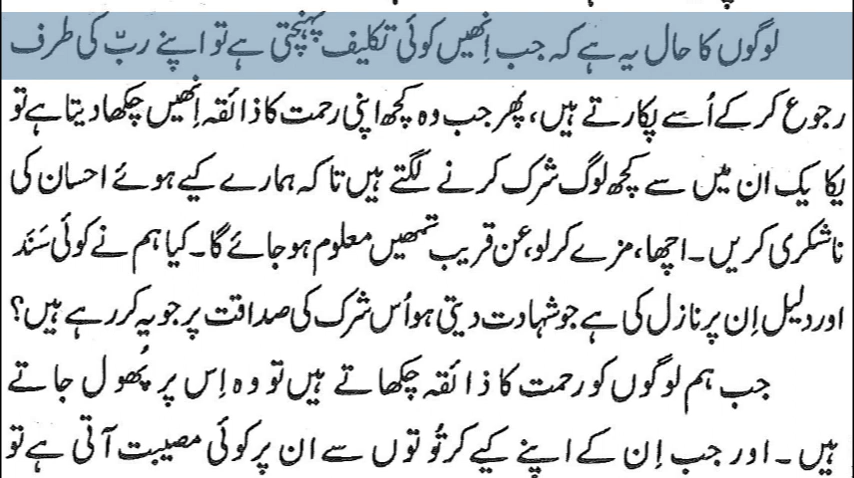 لوگوں کا حال یہ ہے کہ جب اِنھیں کوئی تکلیف پہنچتی ہے تو اپنے ربّ کی طرف
رجوع کر کے اُسے پکارتے ہیں، پھر جب وہ کچھ اپنی رحمت کا ذائقہ اِنھیں چکھا دیتا ہے تو
یکایک ان میں سے کچھ لوگ شرک کرنے لگتے ہیں تاکہ ہمارے کیے ہوئے احسان کی
ناشکری کریں۔ اچھا، مزے کر لو، عن قریب تمھیں معلوم ہو جائے گا۔ کیا ہم نے کوئی سَنَد
اور دلیل اِن پر نازل کی ہے جو شہادت دیتی ہو اُس شرک کی صداقت پر جو یہ کر رہے ہیں؟
جب ہم لوگوں کو رحمت کا ذائقہ چکھاتے ہیں تو وہ اِس پر پُھول جاتے
ہیں۔ اور جب اِن کے اپنے کیے کرتُوتوں سے ان پر کوئی مصیبت آتی ہے تو